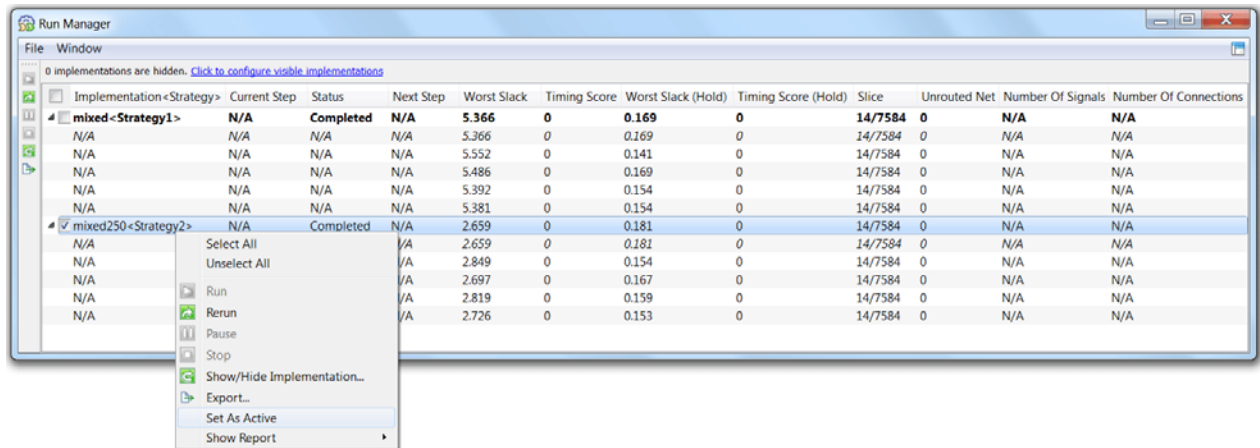 Run Manager
File Window
0 implementations are hidden. Click to configure visible implementations
Implementation<Strategy> Current Step Status Next Step Worst Slack Timing Score Worst Slack (Hold) Timing Score (Hold) Slice Unrouted Net Number Of Signals Number Of Connections
mixed<Strategy1> N/A Completed N/A 5.366 0 0.169 0 14/7584 0 N/A N/A
N/A N/A N/A N/A 5.366 0 0.169 0 14/7584 0 N/A N/A
N/A N/A N/A N/A 5.552 0 0.141 0 14/7584 0 N/A N/A
N/A N/A N/A N/A 5.486 0 0.169 0 14/7584 0 N/A N/A
N/A N/A N/A N/A 5.392 0 0.154 0 14/7584 0 N/A N/A
N/A N/A N/A N/A 5.381 0 0.154 0 14/7584 0 N/A N/A
mixed250<Strategy2> N/A Completed N/A 2.659 0 0.181 0 14/7584 0 N/A N/A
N/A /A 2.659 0 0.181 0 14/7584 0 N/A N/A
N/A /A 2.849 0 0.154 0 14/7584 0 N/A N/A
N/A /A 2.697 0 0.167 0 14/7584 0 N/A N/A
N/A /A 2.819 0 0.159 0 14/7584 0 N/A N/A
N/A /A 2.726 0 0.153 0 14/7584 0 N/A N/A
Select All
Unselect All
Run
Rerun
Pause
Stop
Show/Hide Implementation...
Export...
Set As Active
Show Report